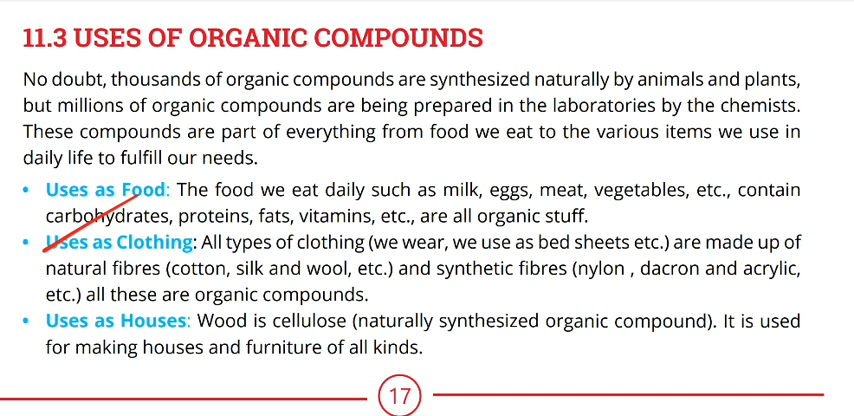 11.3 USES OF ORGANIC COMPOUNDS
No doubt, thousands of organic compounds are synthesized naturally by animals and plants,
but millions of organic compounds are being prepared in the laboratories by the chemists.
These compounds are part of everything from food we eat to the various items we use in
daily life to fulfill our needs.
• Uses as Food: The food we eat daily such as milk, eggs, meat, vegetables, etc., contain
carbohydrates, proteins, fats, vitamins, etc., are all organic stuff.
• Uses as Clothing: All types of clothing (we wear, we use as bed sheets etc.) are made up of
natural fibres (cotton, silk and wool, etc.) and synthetic fibres (nylon , dacron and acrylic,
etc.) all these are organic compounds.
• Uses as Houses: Wood is cellulose (naturally synthesized organic compound). It is used
for making houses and furniture of all kinds.
17